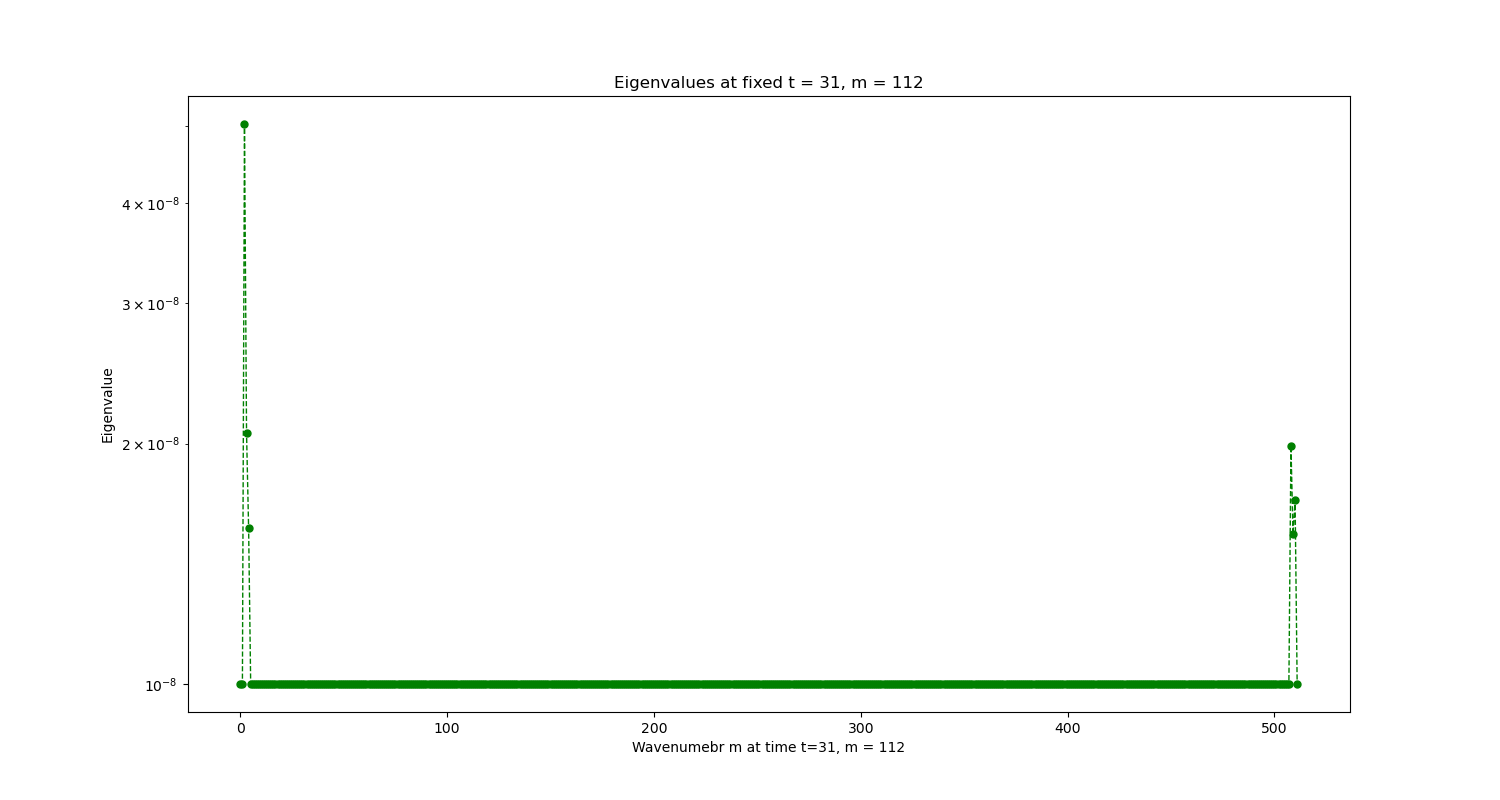 Eigenvalues at fixed t = 31, m = 112
4 × 10⁻⁸
3 × 10⁻⁸
2 × 10⁻⁸
10⁻⁸
Eigenvalue
0 100 200 300 400 500
Wavenumebr m at time t=31, m = 112